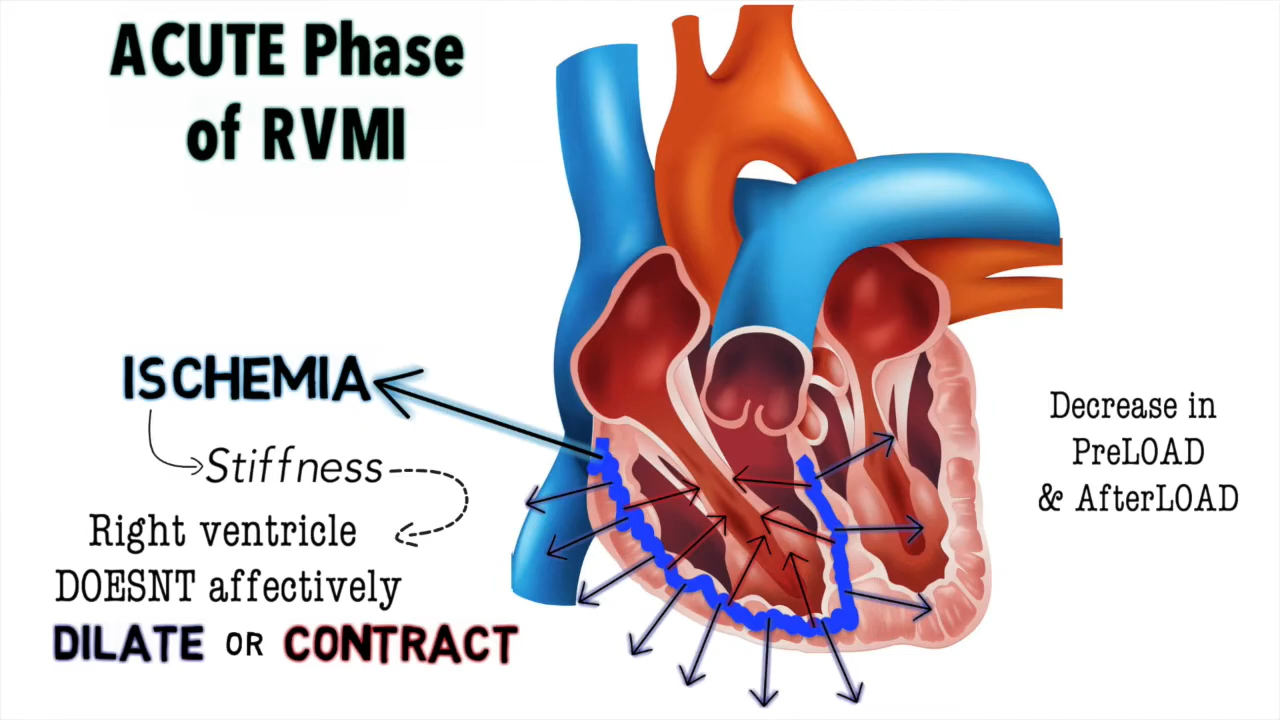 ACUTE Phase
of RVMI
ISCHEMIA
Stiffness
Right ventricle
DOESNT affectively
DILATE OR CONTRACT
Decrease in
PreLOAD
& AfterLOAD